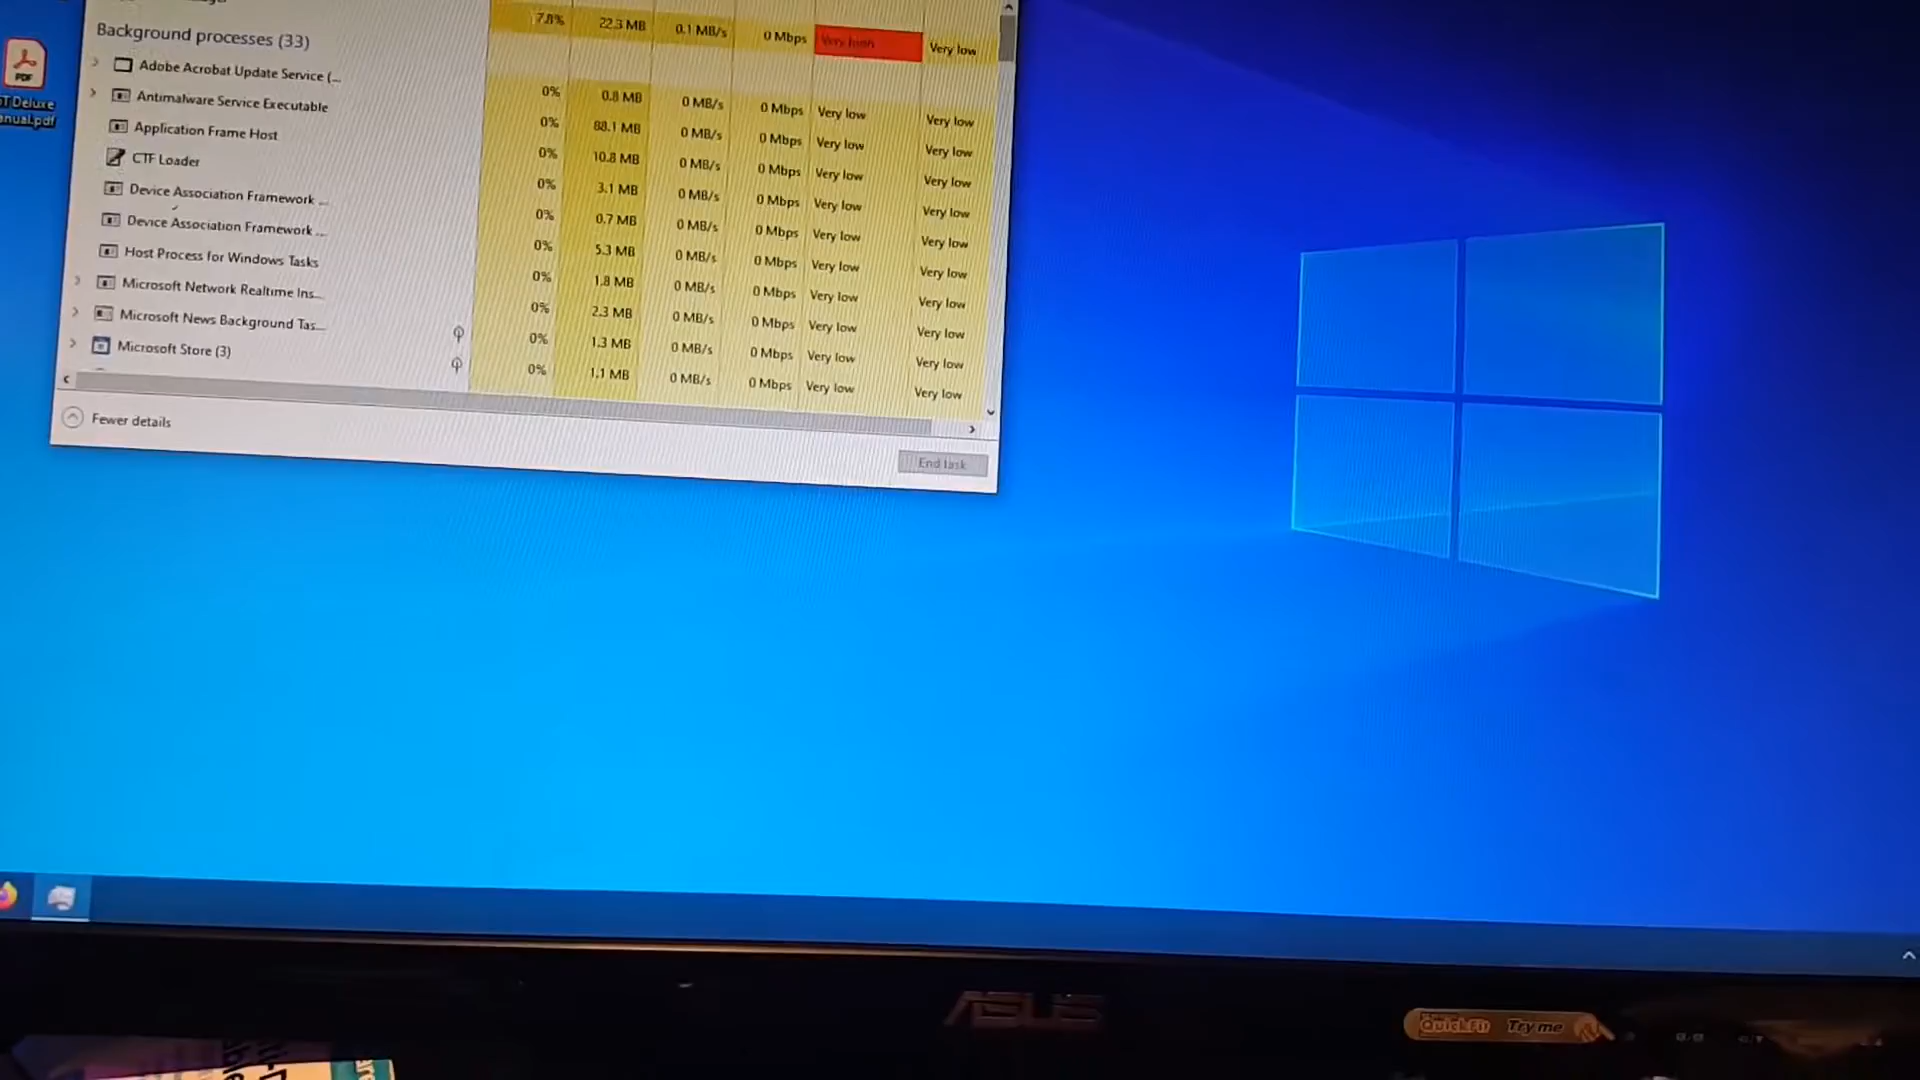 7.8% 22.3 MB 0.1 MB/s 0 Mbps Very high Very low
Background processes (33)
Adobe Acrobat Update Service (... 0% 0.8 MB 0 MB/s 0 Mbps Very low Very low
Antimalware Service Executable 0% 88.1 MB 0 MB/s 0 Mbps Very low Very low
Application Frame Host 0% 10.8 MB 0 MB/s 0 Mbps Very low Very low
CTF Loader 0% 3.1 MB 0 MB/s 0 Mbps Very low Very low
Device Association Framework ... 0% 0.7 MB 0 MB/s 0 Mbps Very low Very low
Device Association Framework ... 0% 5.3 MB 0 MB/s 0 Mbps Very low Very low
Host Process for Windows Tasks 0% 1.8 MB 0 MB/s 0 Mbps Very low Very low
Microsoft Network Realtime Ins... 0% 2.3 MB 0 MB/s 0 Mbps Very low Very low
Microsoft News Background Tas... 0% 1.3 MB 0 MB/s 0 Mbps Very low Very low
Microsoft Store (3) 0% 1.1 MB 0 MB/s 0 Mbps Very low Very low
Fewer details
End task
PDF
T Deluxe
anual.pdf
ASUS
QuickFit Try me